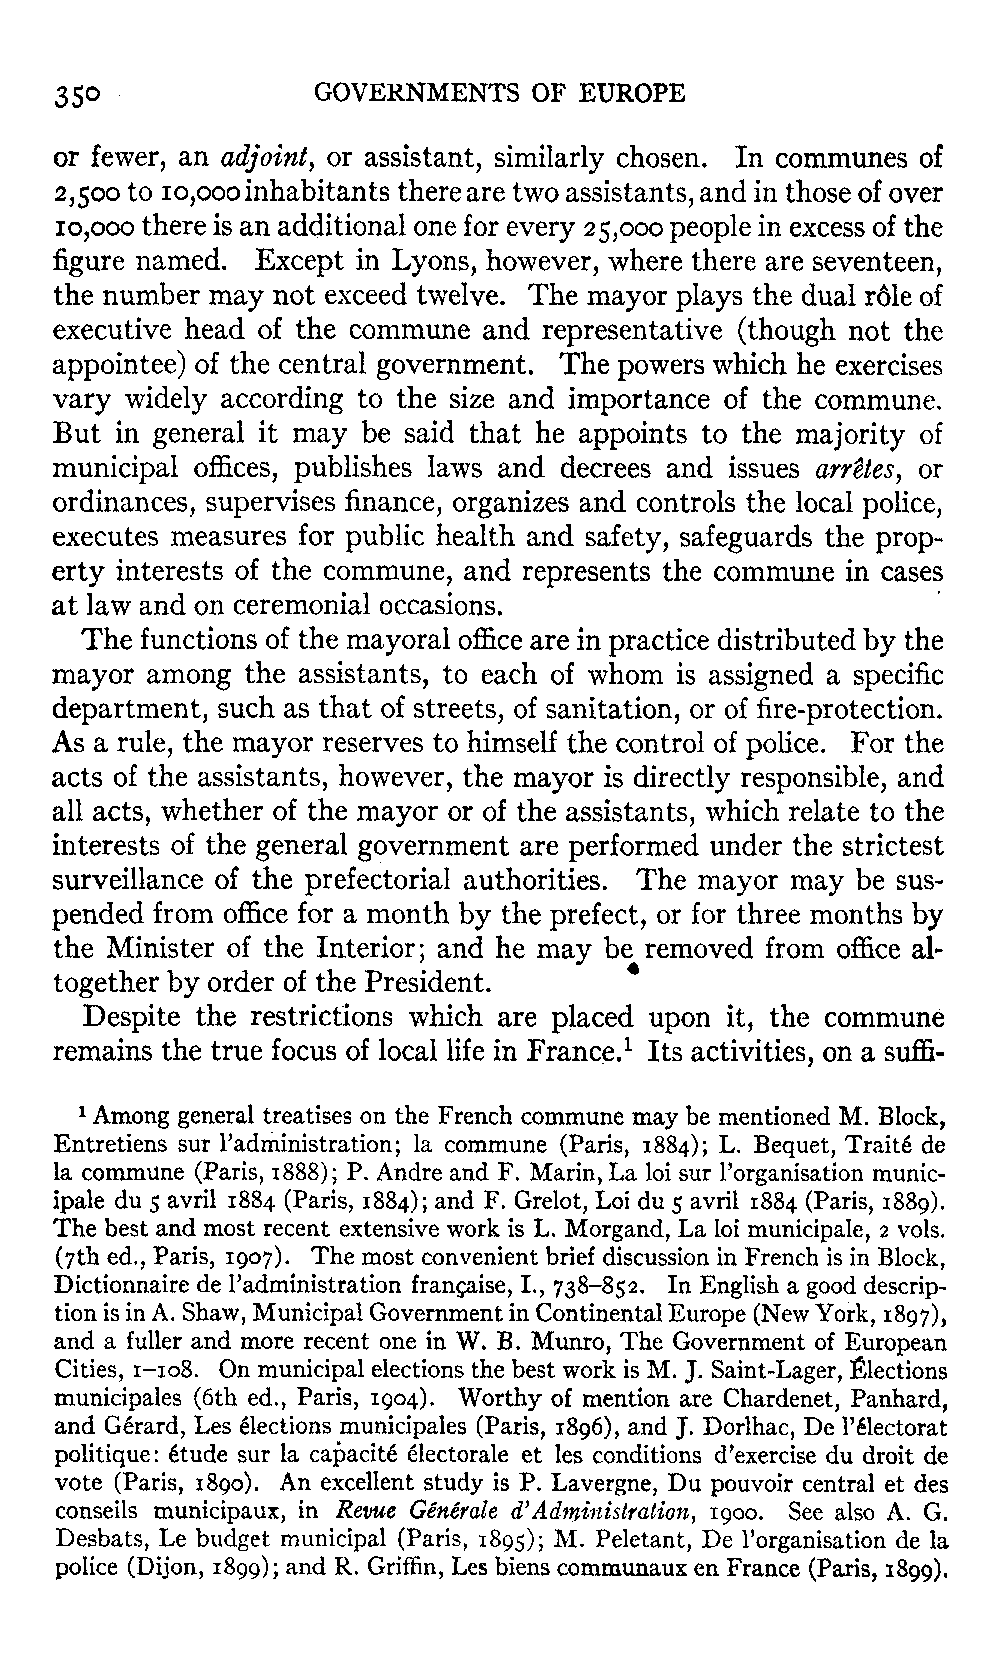 350 GOVERNMENTS OF EUROPE
or fewer, an adjoint, or assistant, similarly chosen. In communes of
2,500 to 10,000 inhabitants there are two assistants, and in those of over
10,000 there is an additional one for every 25,000 people in excess of the
figure named. Except in Lyons, however, where there are seventeen,
the number may not exceed twelve. The mayor plays the dual rôle of
executive head of the commune and representative (though not the
appointee) of the central government. The powers which he exercises
vary widely according to the size and importance of the commune.
But in general it may be said that he appoints to the majority of
municipal offices, publishes laws and decrees and issues arrêtes, or
ordinances, supervises finance, organizes and controls the local police,
executes measures for public health and safety, safeguards the prop-
erty interests of the commune, and represents the commune in cases
at law and on ceremonial occasions.
The functions of the mayoral office are in practice distributed by the
mayor among the assistants, to each of whom is assigned a specific
department, such as that of streets, of sanitation, or of fire-protection.
As a rule, the mayor reserves to himself the control of police. For the
acts of the assistants, however, the mayor is directly responsible, and
all acts, whether of the mayor or of the assistants, which relate to the
interests of the general government are performed under the strictest
surveillance of the prefectorial authorities. The mayor may be sus-
pended from office for a month by the prefect, or for three months by
the Minister of the Interior; and he may be removed from office al-
together by order of the President.
Despite the restrictions which are placed upon it, the commune
remains the true focus of local life in France.¹ Its activities, on a suffi-
¹ Among general treatises on the French commune may be mentioned M. Block,
Entretiens sur l'administration; la commune (Paris, 1884); L. Bequet, Traité de
la commune (Paris, 1888); P. Andre and F. Marin, La loi sur l'organisation munic-
ipale du 5 avril 1884 (Paris, 1884); and F. Grelot, Loi du 5 avril 1884 (Paris, 1889).
The best and most recent extensive work is L. Morgand, La loi municipale, 2 vols.
(7th ed., Paris, 1907). The most convenient brief discussion in French is in Block,
Dictionnaire de l'administration française, I., 738–852. In English a good descrip-
tion is in A. Shaw, Municipal Government in Continental Europe (New York, 1897),
and a fuller and more recent one in W. B. Munro, The Government of European
Cities, 1–108. On municipal elections the best work is M. J. Saint-Lager, Élections
municipales (6th ed., Paris, 1904). Worthy of mention are Chardenet, Panhard,
and Gérard, Les élections municipales (Paris, 1896), and J. Dorlhac, De l'électorat
politique: étude sur la capacité électorale et les conditions d'exercise du droit de
vote (Paris, 1890). An excellent study is P. Lavergne, Du pouvoir central et des
conseils municipaux, in Revue Générale d'Administration, 1900. See also A. G.
Desbats, Le budget municipal (Paris, 1895); M. Peletant, De l'organisation de la
police (Dijon, 1899); and R. Griffin, Les biens communaux en France (Paris, 1899).